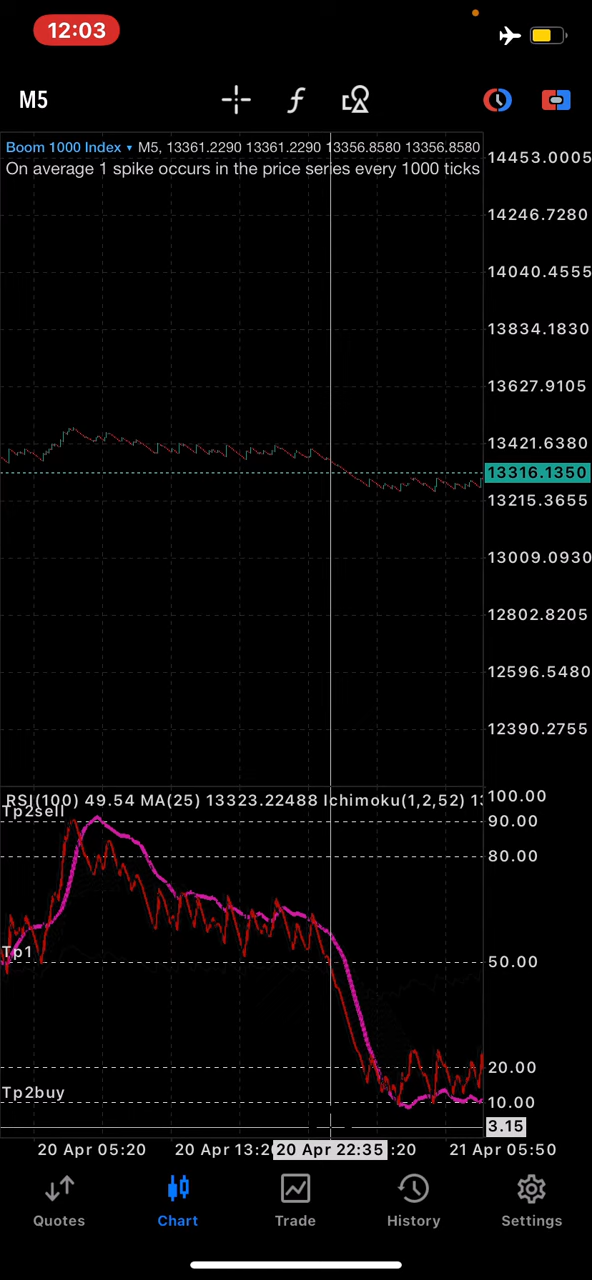 12:03
M5
Boom 1000 Index ▾ M5, 13361.2290 13361.2290 13356.8580 13356.8580
On average 1 spike occurs in the price series every 1000 ticks
14453.0005
14246.7280
14040.4555
13834.1830
13627.9105
13421.6380
13316.1350
13215.3655
13009.0930
12802.8205
12596.5480
12390.2755
RSI(100) 49.54 MA(25) 13323.22488 Ichimoku(1,2,52)
100.00
Tp2sell
90.00
80.00
Tp1
50.00
20.00
Tp2buy
10.00
3.15
20 Apr 05:20 20 Apr 13:20 20 Apr 22:35 :20 21 Apr 05:50
Quotes Chart Trade History Settings